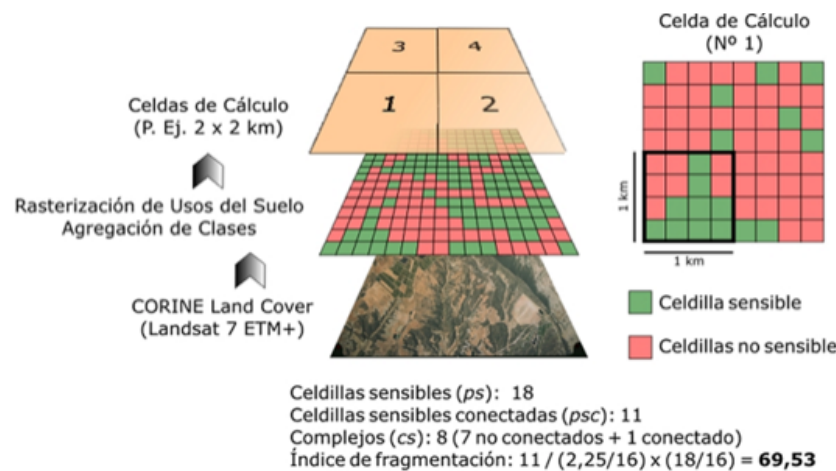 3
4
1
2
Celdas de Cálculo
(P. Ej. 2 x 2 km)
Rasterización de Usos del Suelo
Agregación de Clases
CORINE Land Cover
(Landsat 7 ETM+)
Celda de Cálculo
(Nº 1)
1 km
1 km
Celdilla sensible
Celdillas no sensible
Celdillas sensibles (ps): 18
Celdillas sensibles conectadas (psc): 11
Complejos (cs): 8 (7 no conectados + 1 conectado)
Índice de fragmentación: 11 / (2,25/16) x (18/16) = 69,53